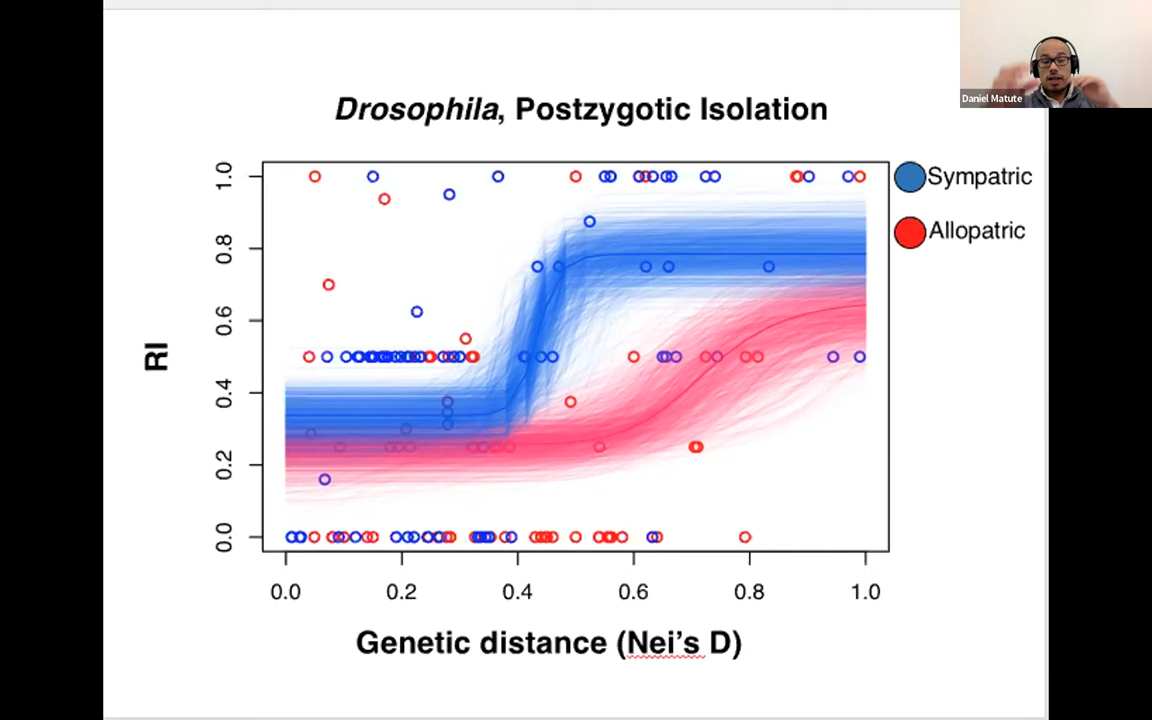 Daniel Matute
Drosophila, Postzygotic Isolation
Sympatric
Allopatric
RI
1.0
0.8
0.6
0.4
0.2
0.0
0.0 0.2 0.4 0.6 0.8 1.0
Genetic distance (Nei's D)